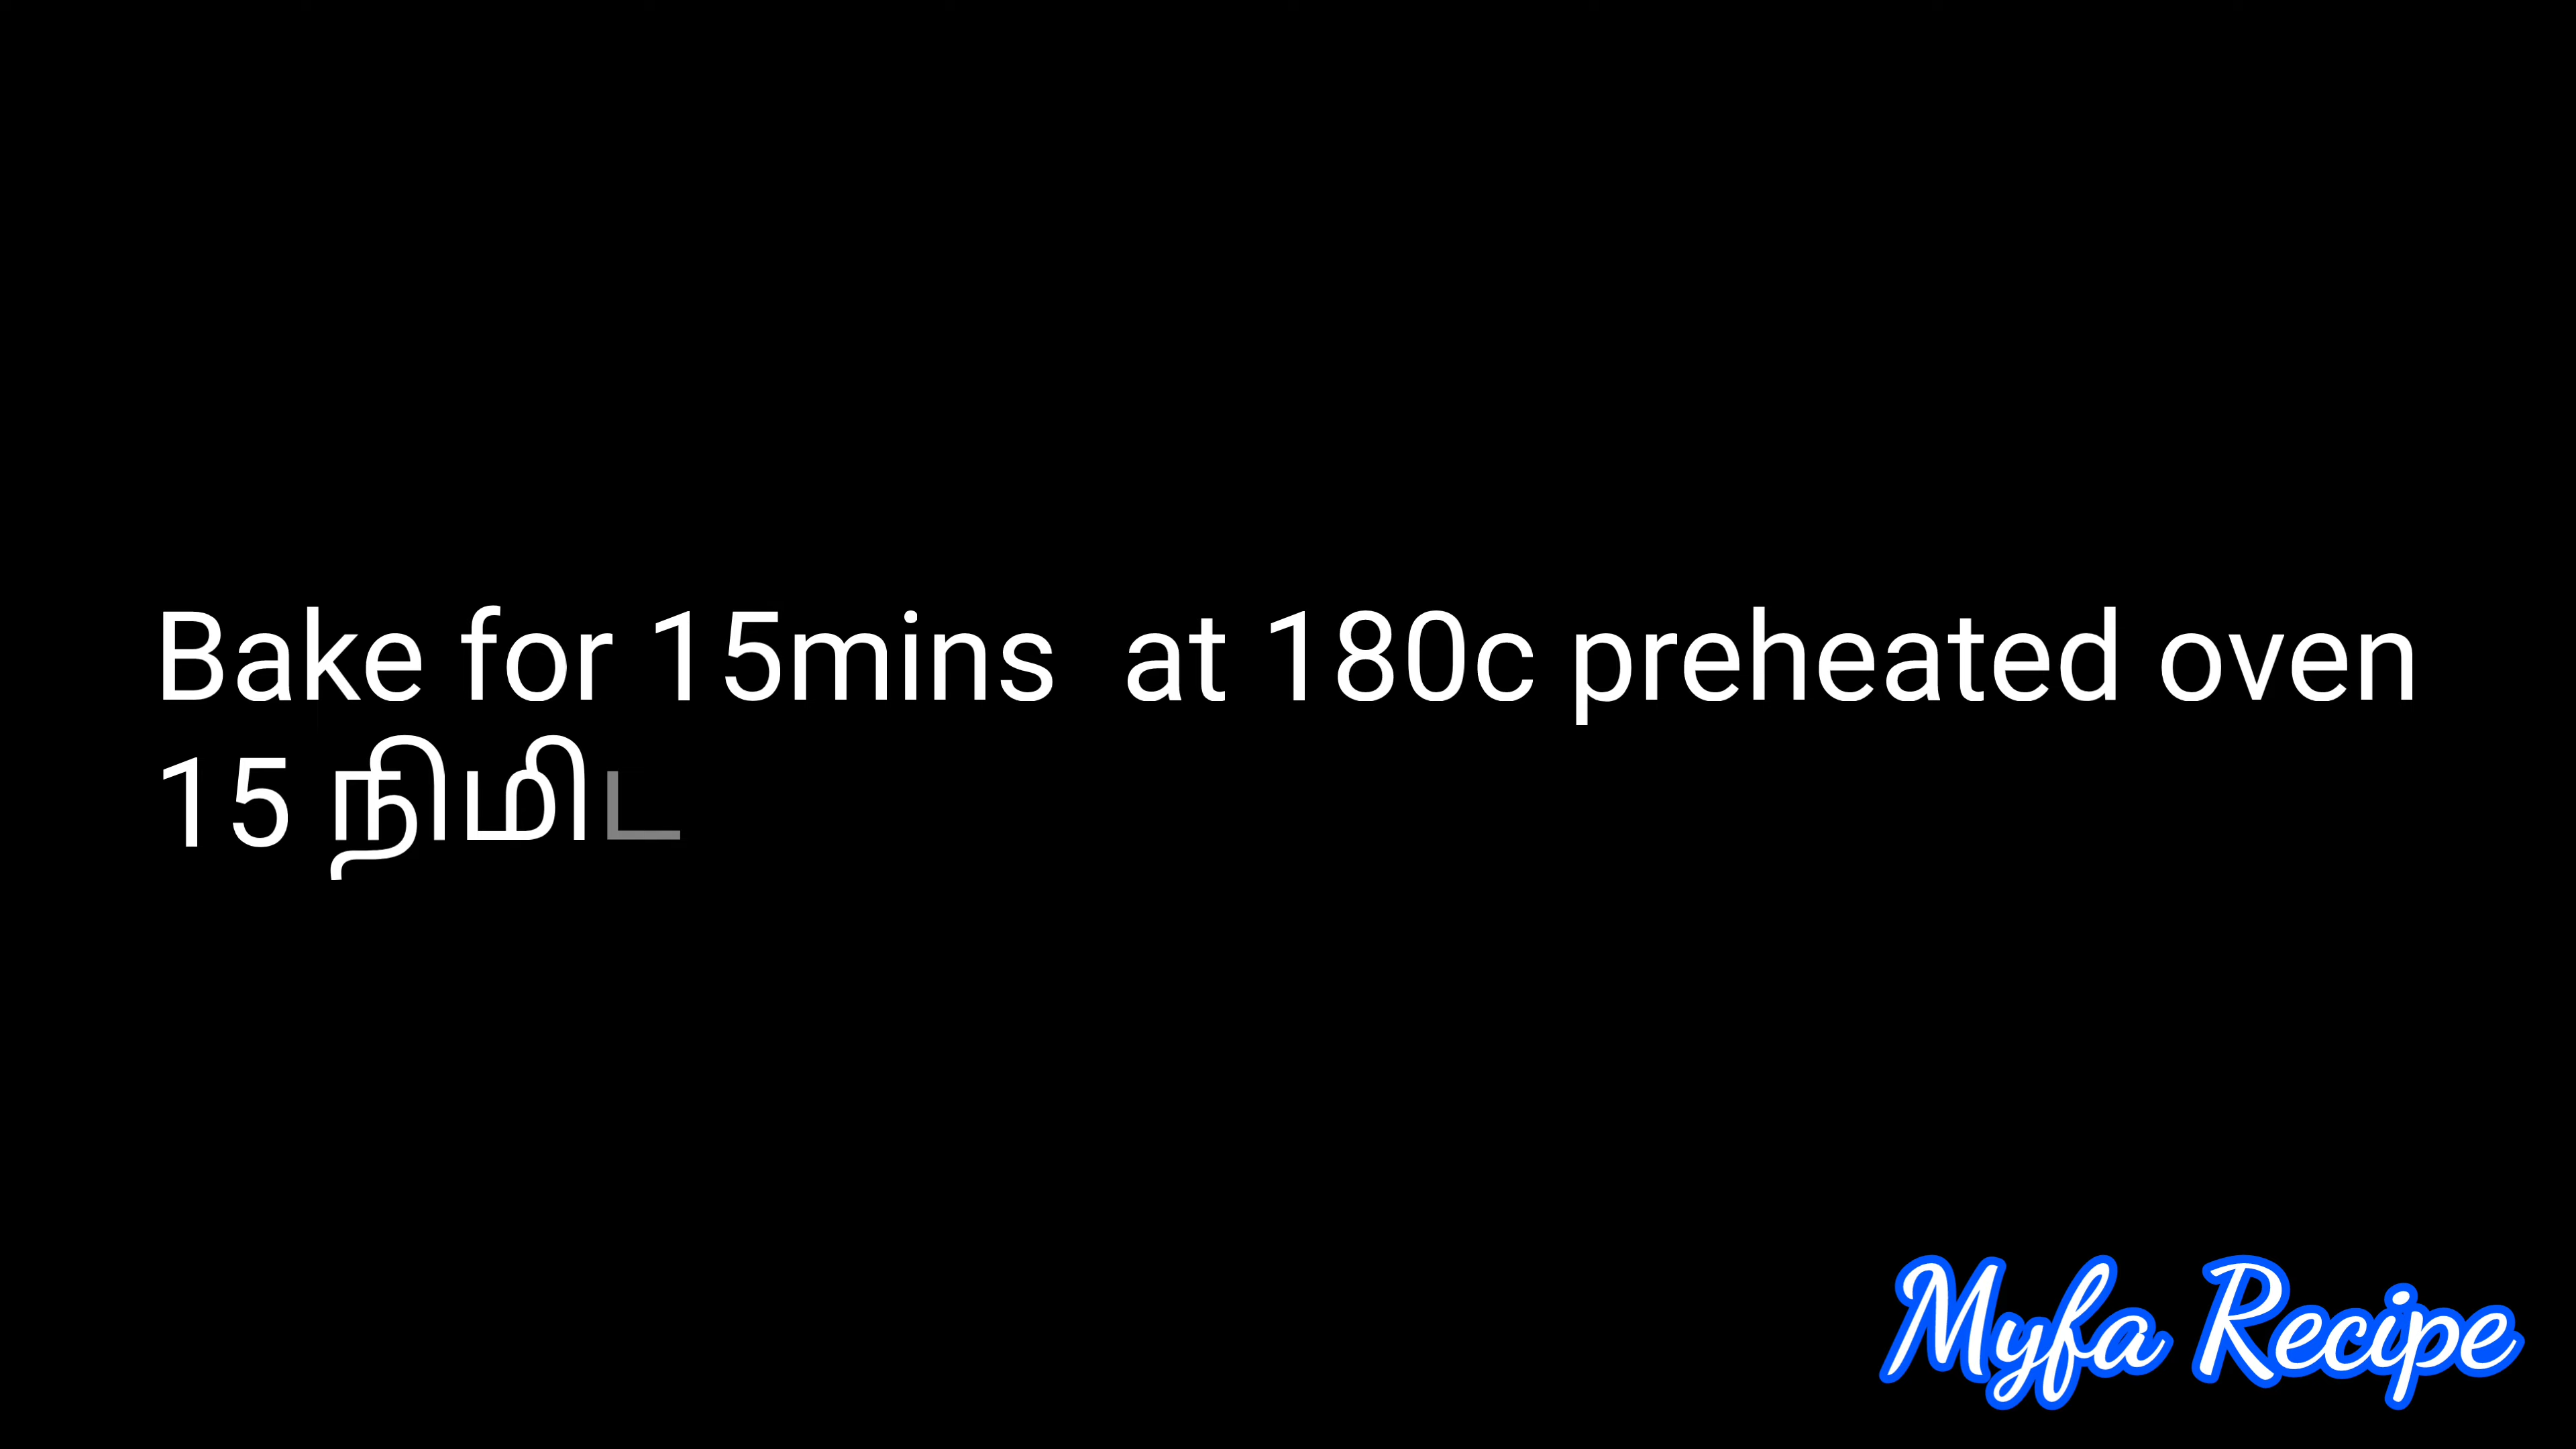 Bake for 15mins  at 180c preheated oven
15 நிமிட
Myfa Recipe